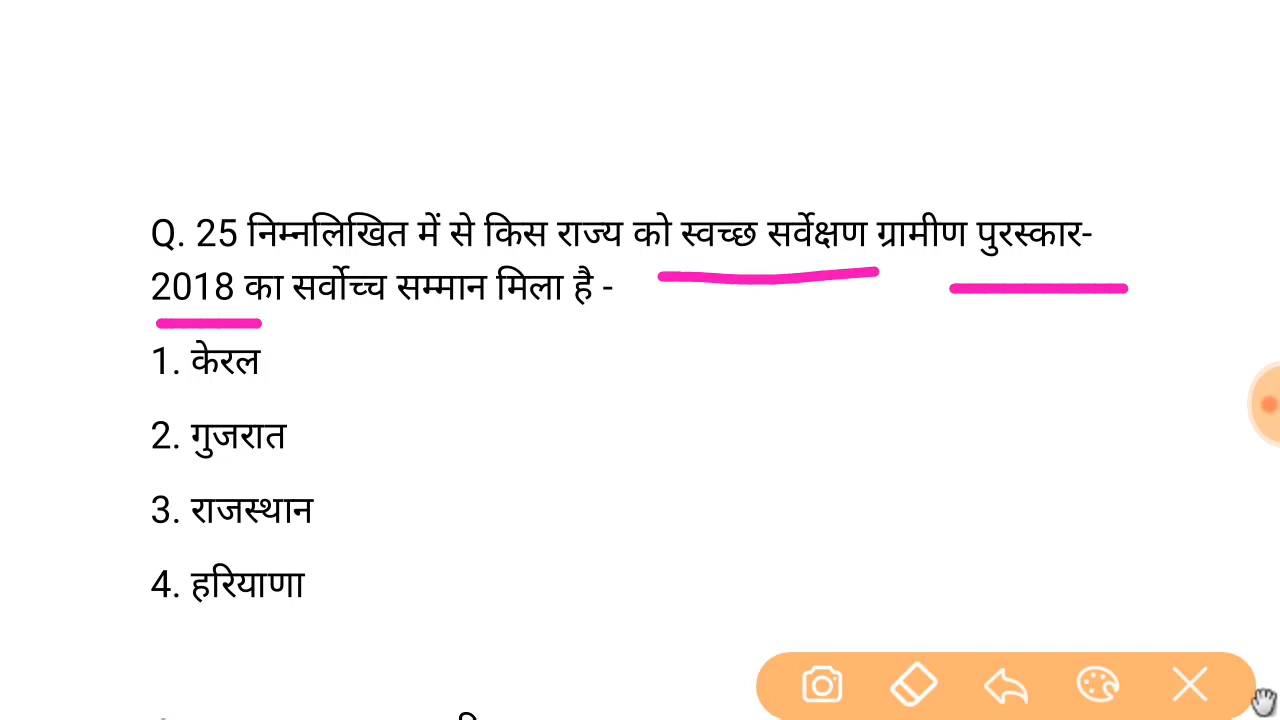 Q. 25 निम्नलिखित में से किस राज्य को स्वच्छ सर्वेक्षण ग्रामीण पुरस्कार-
2018 का सर्वोच्च सम्मान मिला है -
1. केरल
2. गुजरात
3. राजस्थान
4. हरियाणा